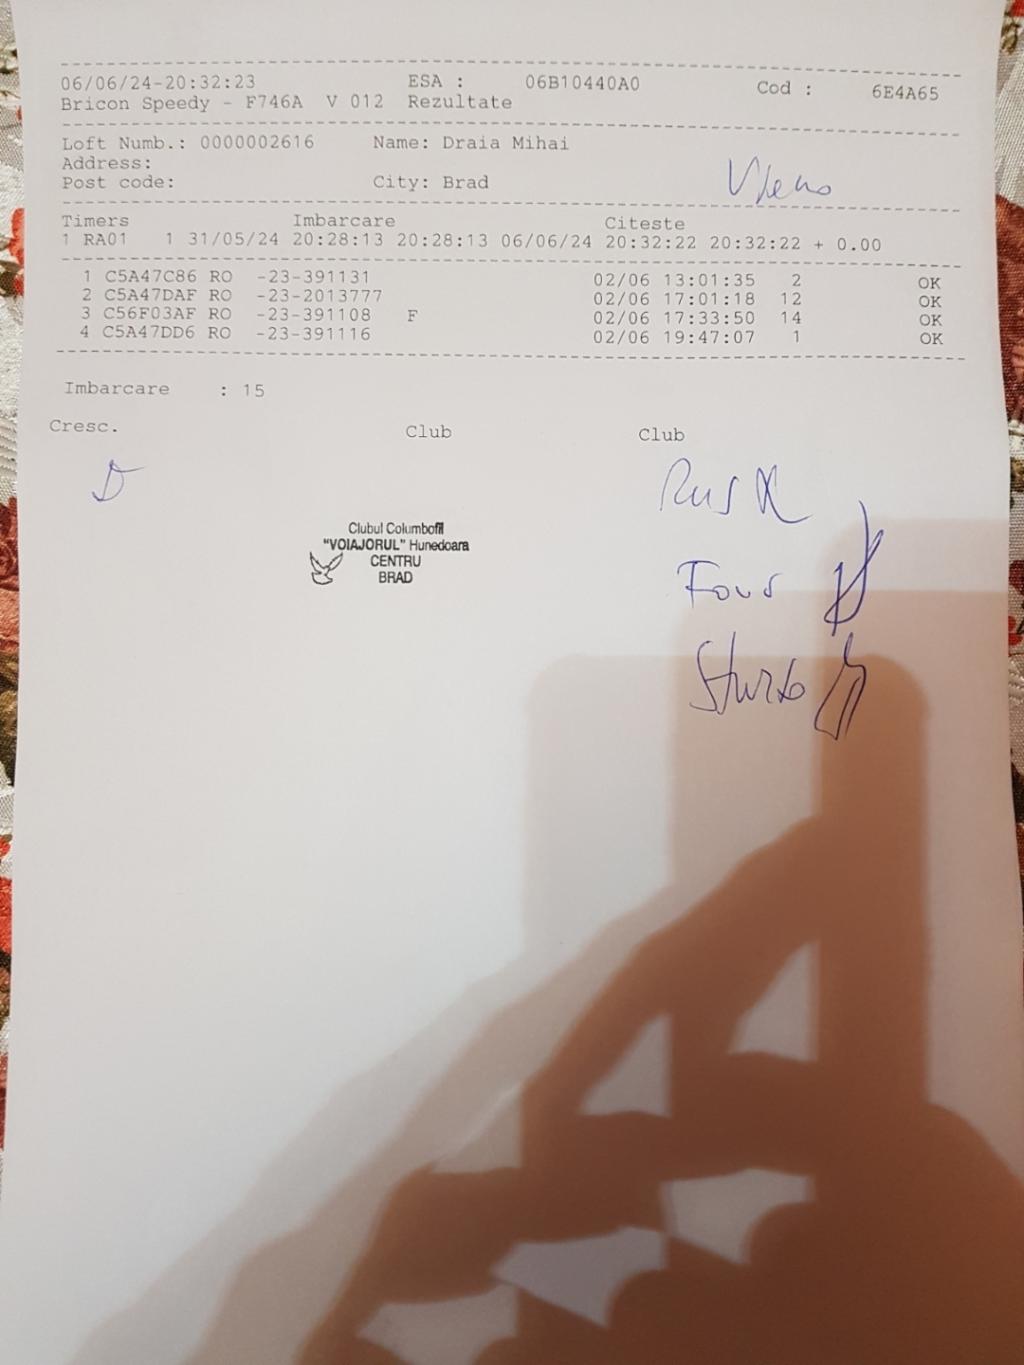 06/06/24-20:32:23 ESA : 06B10440A0 Cod : 6E4A65
Bricon Speedy - F746A V 012 Rezultate
Loft Numb.: 0000002616 Name: Draia Mihai
Address:
Post code: City: Brad
Timers Imbarcare Citeste
1 RA01 1 31/05/24 20:28:13 20:28:13 06/06/24 20:32:22 20:32:22 + 0.00
1 C5A47C86 RO -23-391131 02/06 13:01:35 2 OK
2 C5A47DAF RO -23-2013777 02/06 17:01:18 12 OK
3 C56F03AF RO -23-391108 F 02/06 17:33:50 14 OK
4 C5A47DD6 RO -23-391116 02/06 19:47:07 1 OK
Imbarcare : 15
Cresc. Club Club
Clubul Columbofil
"VOIAJORUL" Hunedoara
CENTRU
BRAD